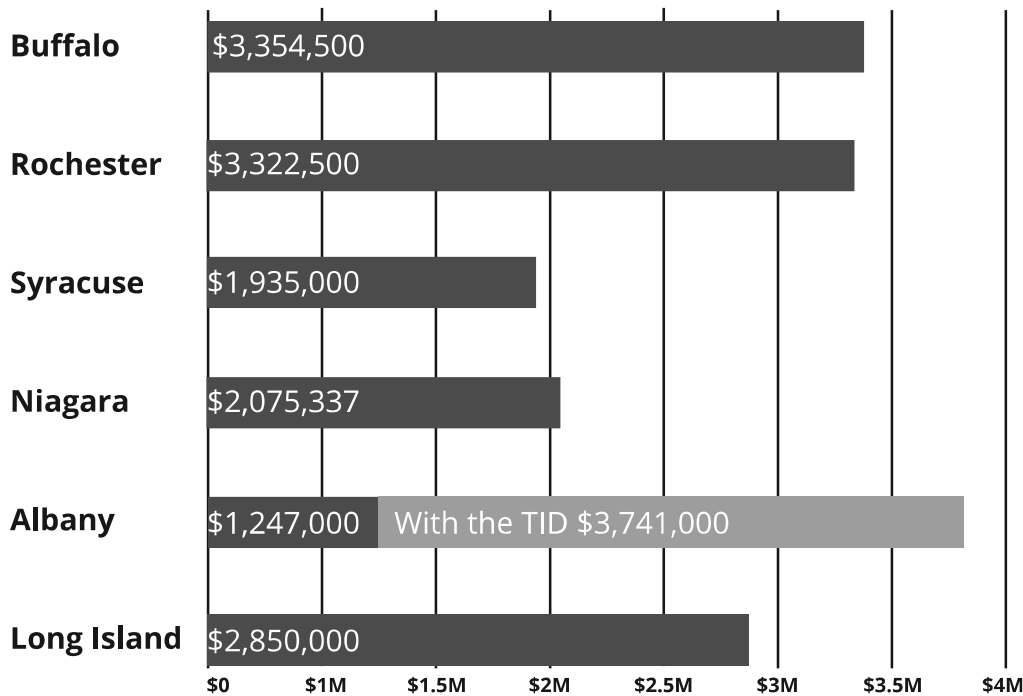 Buffalo $3,354,500
Rochester $3,322,500
Syracuse $1,935,000
Niagara $2,075,337
Albany $1,247,000 With the TID $3,741,000
Long Island $2,850,000
$0 $1M $1.5M $2M $2.5M $3M $3.5M $4M